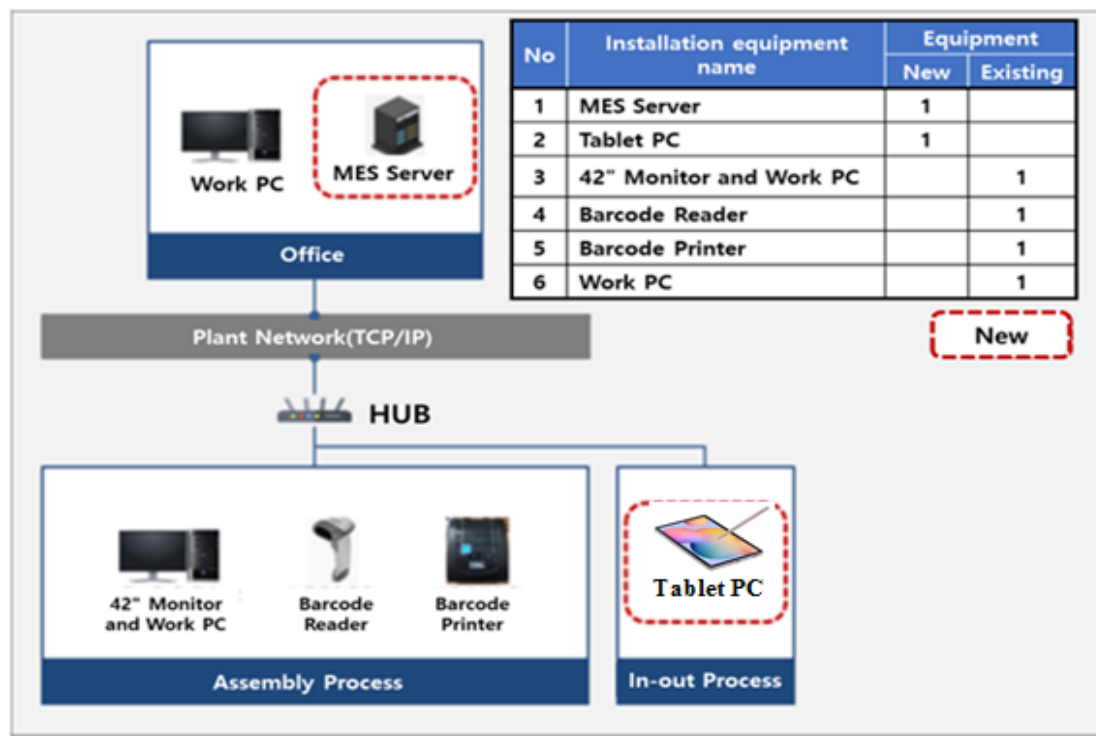 Work PC
MES Server
Office
No
Installation equipment
name
Equipment
New
Existing
1 MES Server 1
2 Tablet PC 1
3 42" Monitor and Work PC 1
4 Barcode Reader 1
5 Barcode Printer 1
6 Work PC 1
New
Plant Network(TCP/IP)
HUB
42" Monitor
and Work PC
Barcode
Reader
Barcode
Printer
Assembly Process
Tablet PC
In-out Process